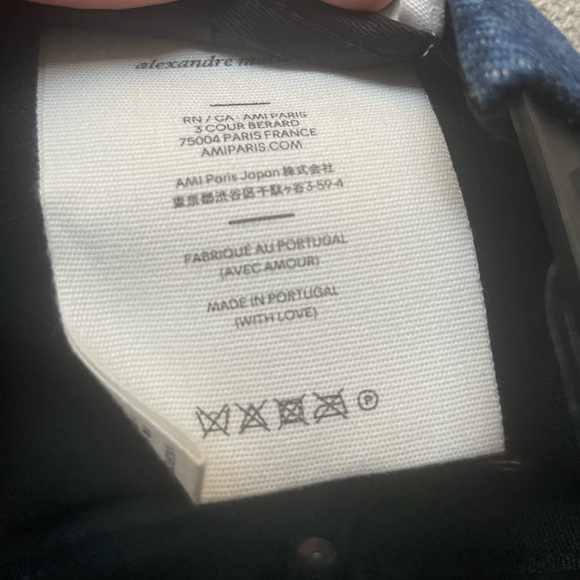 alexandre
RN / CA - AMI PARIS
3 COUR BERARD
75004 PARIS FRANCE
AMIPARIS.COM
AMI Paris Japan 株式会社
東京都渋谷区千駄ヶ谷3-59-4
FABRIQUÉ AU PORTUGAL
(AVEC AMOUR)
MADE IN PORTUGAL
(WITH LOVE)
P